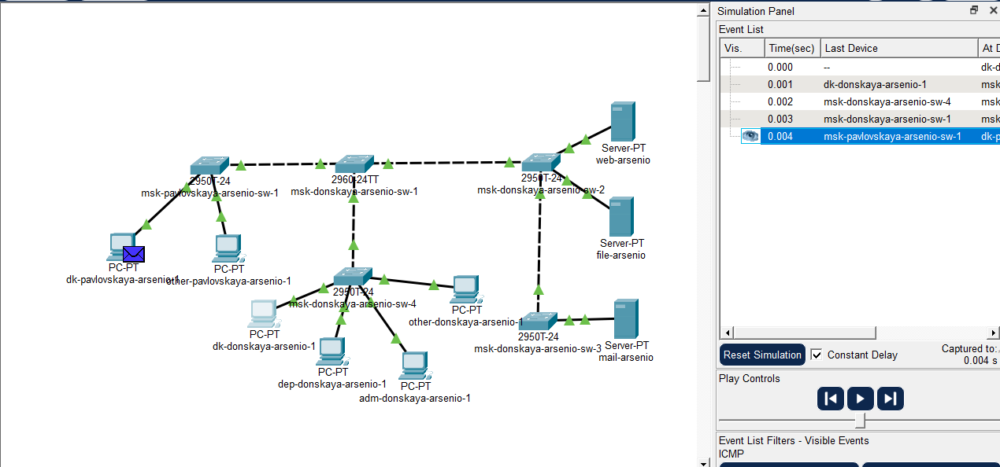 Simulation Panel
Event List
Vis. Time(sec) Last Device At D
0.000 -- dk-d
0.001 dk-donskaya-arsenio-1 msk
0.002 msk-donskaya-arsenio-sw-4 msk
0.003 msk-donskaya-arsenio-sw-1 msk
0.004 msk-pavlovskaya-arsenio-sw-1 dk-p
Server-PT
web-arsenio
2950T-24
msk-pavlovskaya-arsenio-sw-1
2960-24TT
msk-donskaya-arsenio-sw-1
2950T-24
msk-donskaya-arsenio-sw-2
Server-PT
file-arsenio
PC-PT
dk-pavlovskaya-arsenio-1
PC-PT
other-pavlovskaya-arsenio-1
2950T-24
msk-donskaya-arsenio-sw-4
PC-PT
other-donskaya-arsenio-1
PC-PT
dk-donskaya-arsenio-1
2950T-24
msk-donskaya-arsenio-sw-3
Server-PT
mail-arsenio
PC-PT
dep-donskaya-arsenio-1
PC-PT
adm-donskaya-arsenio-1
Reset Simulation
Constant Delay
Captured to:
0.004 s
Play Controls
Event List Filters - Visible Events
ICMP